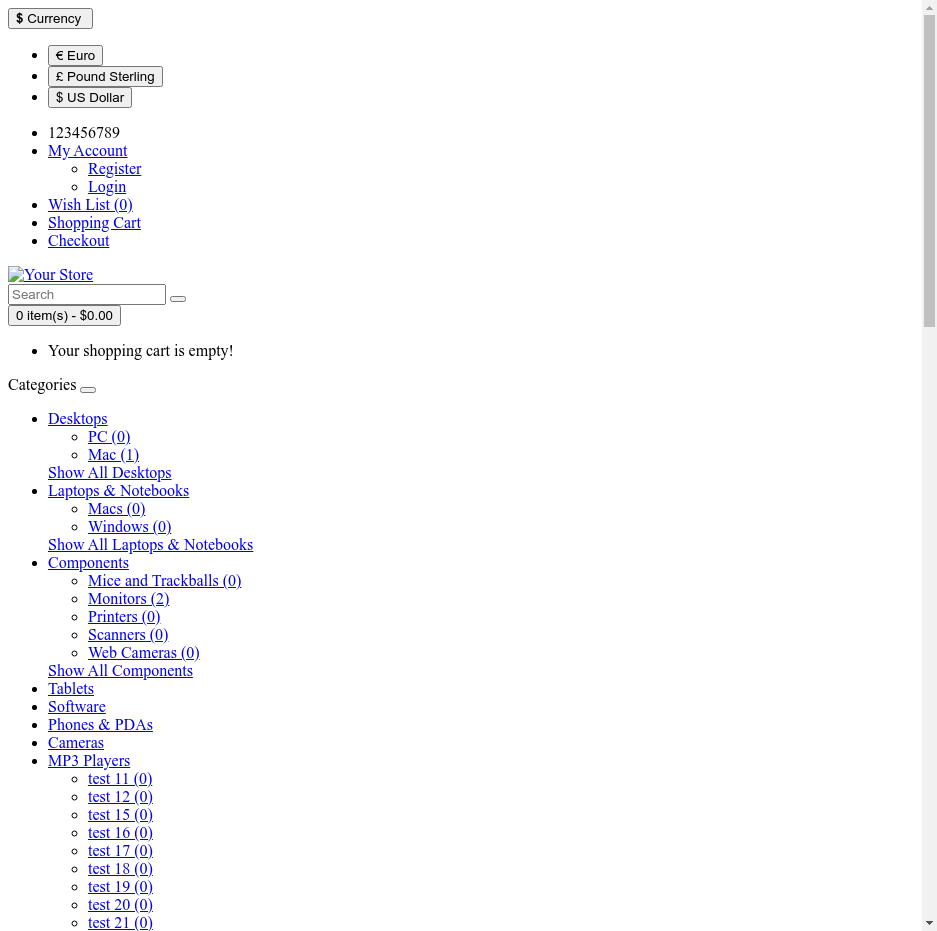 $ Currency
€ Euro
£ Pound Sterling
$ US Dollar
123456789
My Account
Register
Login
Wish List (0)
Shopping Cart
Checkout
Your Store
Search
0 item(s) - $0.00
Your shopping cart is empty!
Categories
Desktops
PC (0)
Mac (1)
Show All Desktops
Laptops & Notebooks
Macs (0)
Windows (0)
Show All Laptops & Notebooks
Components
Mice and Trackballs (0)
Monitors (2)
Printers (0)
Scanners (0)
Web Cameras (0)
Show All Components
Tablets
Software
Phones & PDAs
Cameras
MP3 Players
test 11 (0)
test 12 (0)
test 15 (0)
test 16 (0)
test 17 (0)
test 18 (0)
test 19 (0)
test 20 (0)
test 21 (0)